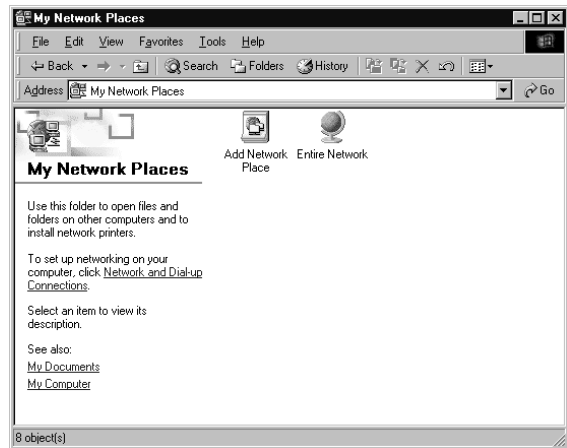 My Network Places
File Edit View Favorites Tools Help
Back Search Folders History
Address My Network Places Go
Add Network
Place
Entire Network
My Network Places
Use this folder to open files and
folders on other computers and to
install network printers.
To set up networking on your
computer, click Network and Dial-up
Connections.
Select an item to view its
description.
See also:
My Documents
My Computer
8 object(s)